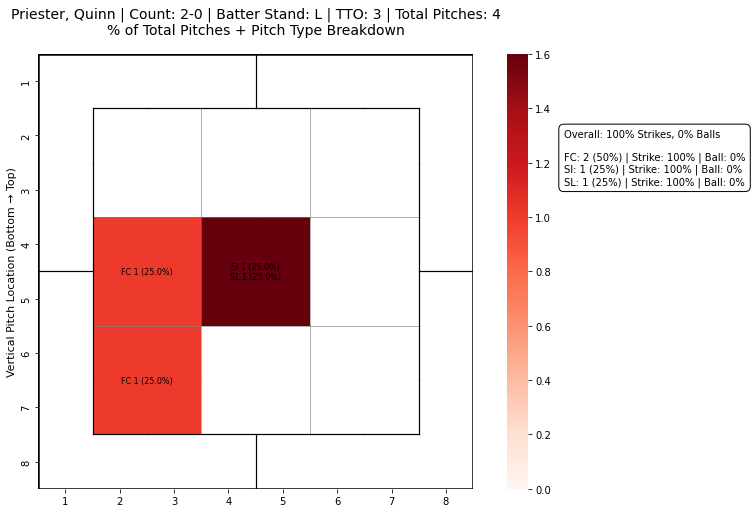 Priester, Quinn | Count: 2-0 | Batter Stand: L | TTO: 3 | Total Pitches: 4
% of Total Pitches + Pitch Type Breakdown
Vertical Pitch Location (Bottom → Top)
1
2
3
4
5
6
7
8
FC 1 (25.0%)
SI 1 (25.0%)
SL 1 (25.0%)
FC 1 (25.0%)
1 2 3 4 5 6 7 8
1.6
1.4
1.2
1.0
0.8
0.6
0.4
0.2
0.0
Overall: 100% Strikes, 0% Balls
FC: 2 (50%) | Strike: 100% | Ball: 0%
SI: 1 (25%) | Strike: 100% | Ball: 0%
SL: 1 (25%) | Strike: 100% | Ball: 0%